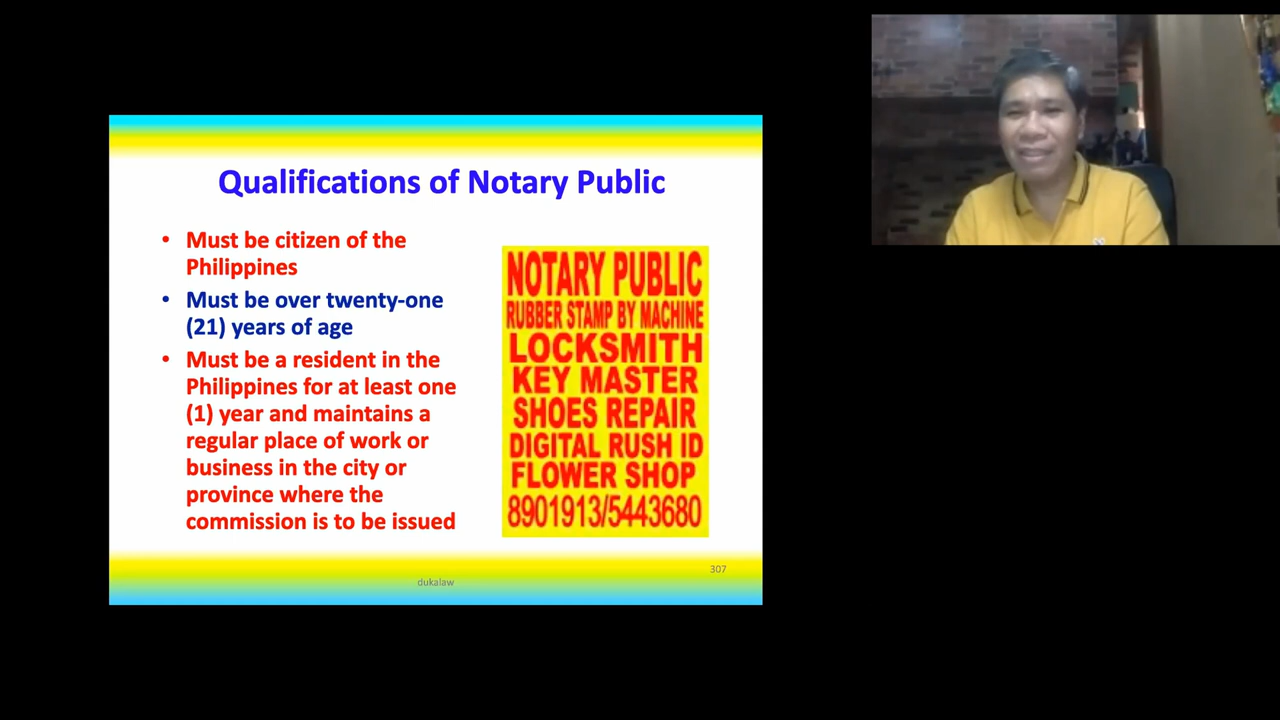 Qualifications of Notary Public
• Must be citizen of the
Philippines
• Must be over twenty-one
(21) years of age
• Must be a resident in the
Philippines for at least one
(1) year and maintains a
regular place of work or
business in the city or
province where the
commission is to be issued
NOTARY PUBLIC
RUBBER STAMP BY MACHINE
LOCKSMITH
KEY MASTER
SHOES REPAIR
DIGITAL RUSH ID
FLOWER SHOP
8901913/5443680
307
dukalaw